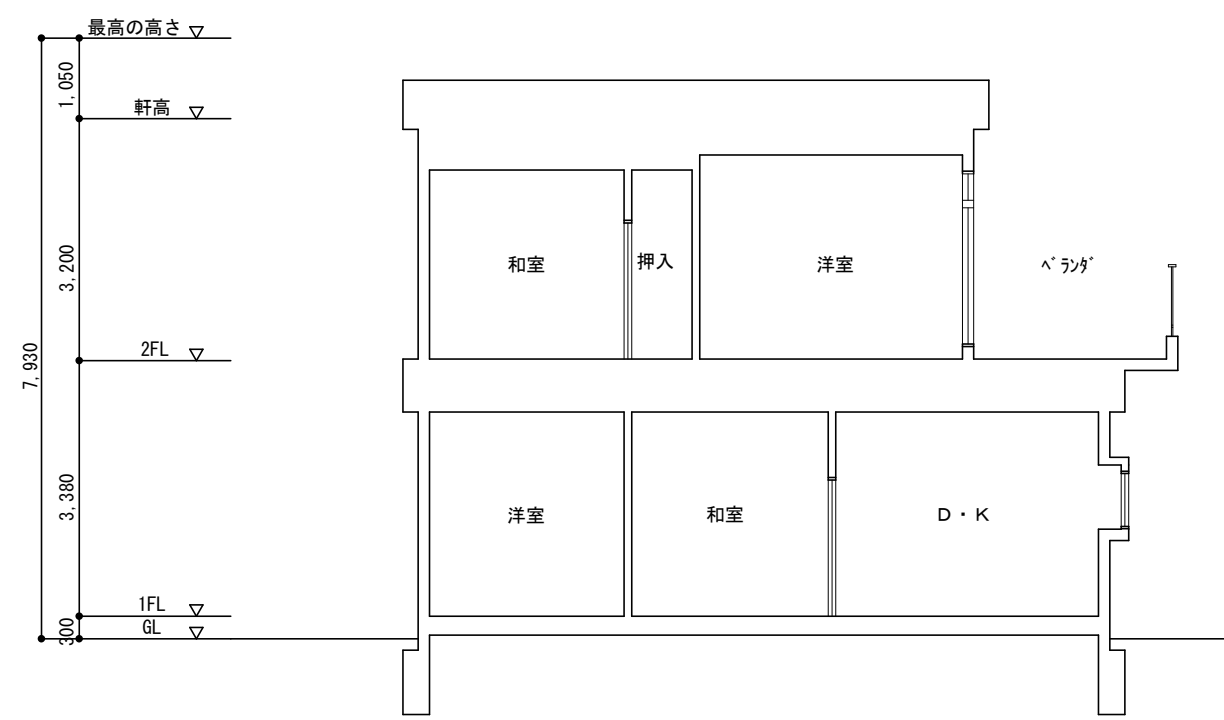 最高の高さ
1,050
軒高
3,200
和室
押入
洋室
ﾍﾞﾗﾝﾀﾞ
2FL
7,930
3,380
洋室
和室
D・K
1FL
300
GL